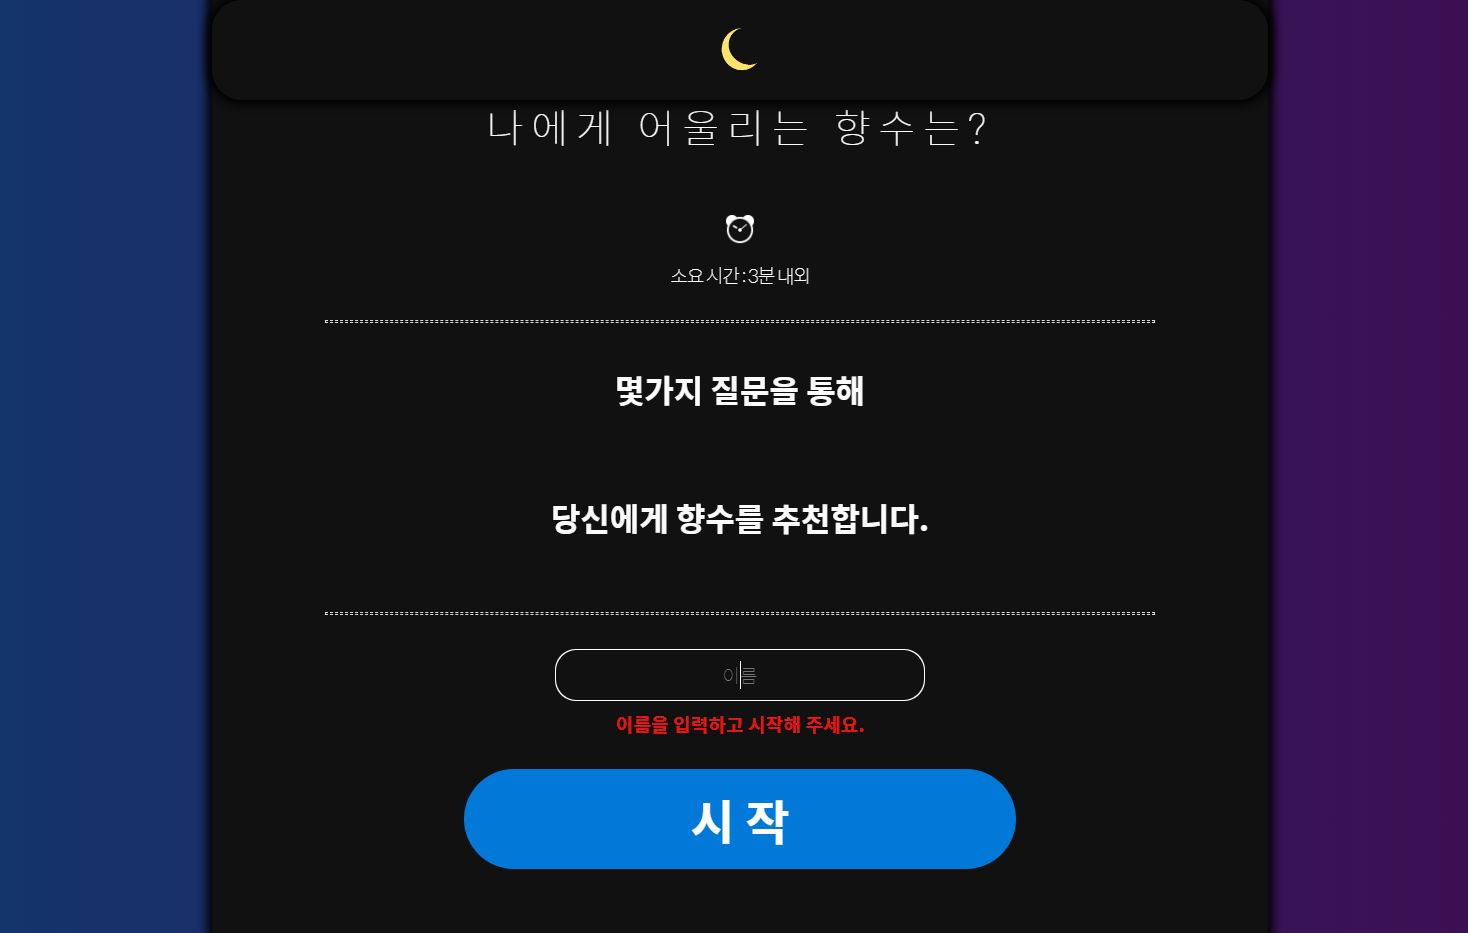 나에게 어울리는 향수는?
소요시간:3분내외
몇가지 질문을 통해
당신에게 향수를 추천합니다.
이름
이름을 입력하고 시작해 주세요.
시 작